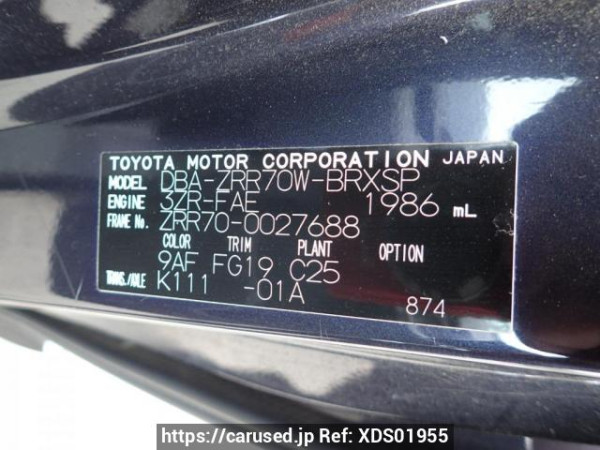 TOYOTA MOTOR CORPORATION JAPAN
MODEL DBA-ZRR70W-BRXSP
ENGINE 3ZR-FAE 1986 mL
FRAME No. ZRR70-0027688
COLOR TRIM PLANT OPTION
9AF FG19 C25
TRANS./AXLE K111 -01A
874
https://carused.jp Ref: XDS01955